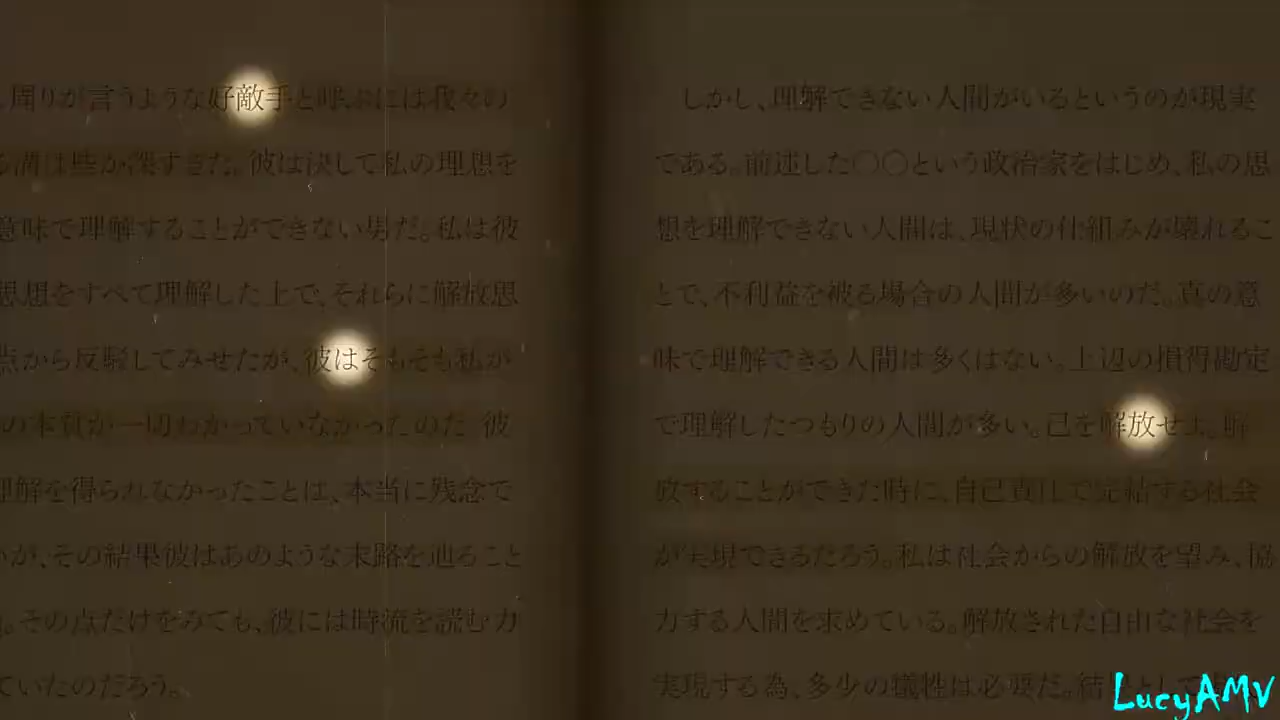 周りが言うような好敵手と呼ぶには我々の
溝は些か深すぎた。彼は決して私の理想を
意味で理解することができない男だ。私は彼
思想をすべて理解した上で、それらに解放思
点から反駁してみせたが、彼はそもそも私が
の本質が一切わかっていなかったのだ。彼
理解を得られなかったことは、本当に残念で
が、その結果彼はあのような末路を辿ること
。その点だけをみても、彼には時流を読む力
ていたのだろう。
しかし、理解できない人間がいるというのが現実
である。前述した〇〇という政治家をはじめ、私の思
想を理解できない人間は、現状の仕組みが壊れるこ
とで、不利益を被る場合の人間が多いのだ。真の意
味で理解できる人間は多くはない。上辺の損得勘定
で理解したつもりの人間が多い。己を解放せよ。解
放することができた時に、自己責任で完結する社会
が実現できるだろう。私は社会からの解放を望み、協
力する人間を求めている。解放された自由な社会を
実現する為、多少の犠牲は必要だ。結
LucyAMV